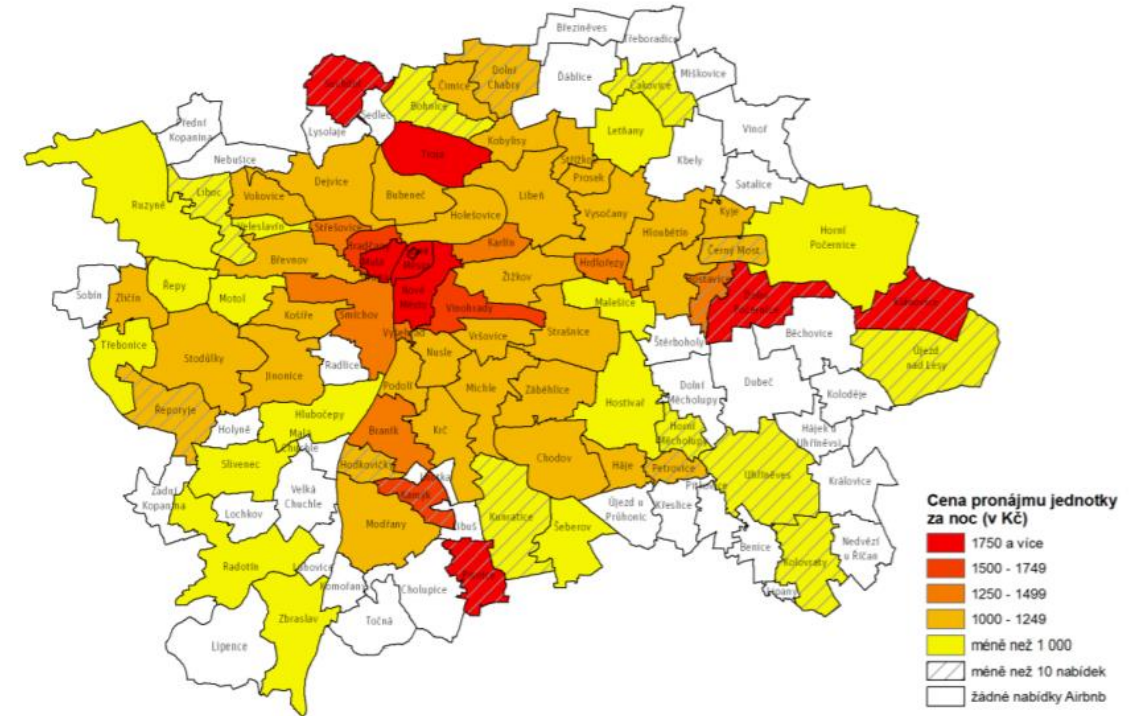 Březiněves
Třeboradice
Dolní
Chabry
Čimice
Ďáblice
Čakovice
Miškovice
Bohnice
Sedlec
Přední
Kopanina
Lysolaje
Kobylisy
Letňany
Vinoř
Nebušice
Troja
Střížkov
Kbely
Dejvice
Prosek
Satalice
Liboc
Vokovice
Bubeneč
Libeň
Ruzyně
Holešovice
Vysočany
Kyje
Veleslavín
Střešovice
Hloubětín
Horní
Počernice
Hradčany
Karlín
Černý Most
Břevnov
Malá
Hrdlořezy
Žižkov
Řepy
Nové
Město
Sobín
Zličín
Motol
Malešice
Vinohrady
Košíře
Smíchov
Běchovice
Vyšehrad
Vršovice
Strašnice
Třebonice
Štěrboholy
Stodůlky
Radlice
Nusle
Újezd
nad Lesy
Jinonice
Podolí
Michle
Záběhlice
Dolní
Měcholupy
Dubeč
Koloděje
Řeporyje
Hlubočepy
Hostivař
Holyně
Malá
Chuchle
Braník
Krč
Horní
Měcholupy
Hájek u
Uhříněvsi
Slivenec
Hodkovičky
Chodov
Háje
Petrovice
Uhříněves
Královice
Zadní
Kopanina
Velká
Chuchle
Kamýk
Kunratice
Újezd u
Průhonic
Křeslice
Lochkov
Modřany
Libuš
Šeberov
Benice
Nedvězí
u Říčan
Radotín
Kolovraty
Lipany
Komořany
Cholupice
Zbraslav
Točná
Lipence
Cena pronájmu jednotky
za noc (v Kč)
1750 a více
1500 - 1749
1250 - 1499
1000 - 1249
méně než 1 000
méně než 10 nabídek
žádné nabídky Airbnb